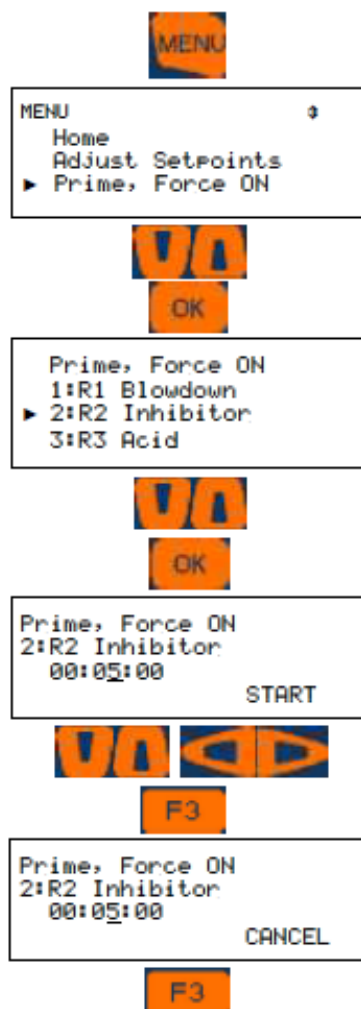 MENU
MENU ⇕
Home
Adjust Setpoints
▶ Prime, Force ON
OK
Prime, Force ON
1:R1 Blowdown
▶ 2:R2 Inhibitor
3:R3 Acid
OK
Prime, Force ON
2:R2 Inhibitor
00:05:00
START
F3
Prime, Force ON
2:R2 Inhibitor
00:05:00
CANCEL
F3